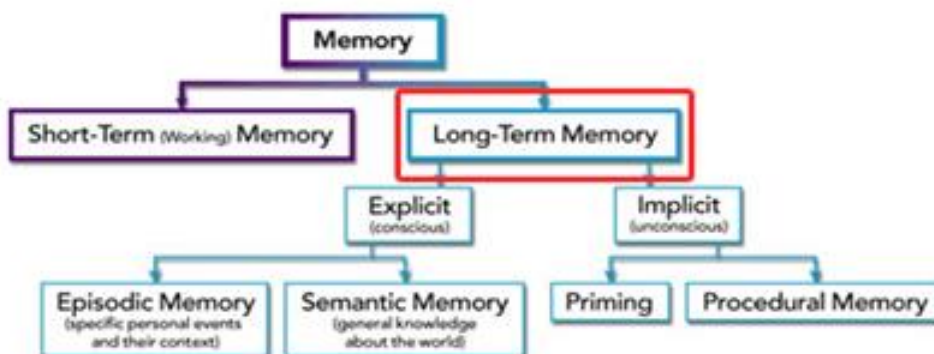 Memory
Short-Term (Working) Memory
Long-Term Memory
Explicit
(conscious)
Implicit
(unconscious)
Episodic Memory
(specific personal events
and their context)
Semantic Memory
(general knowledge
about the world)
Priming
Procedural Memory